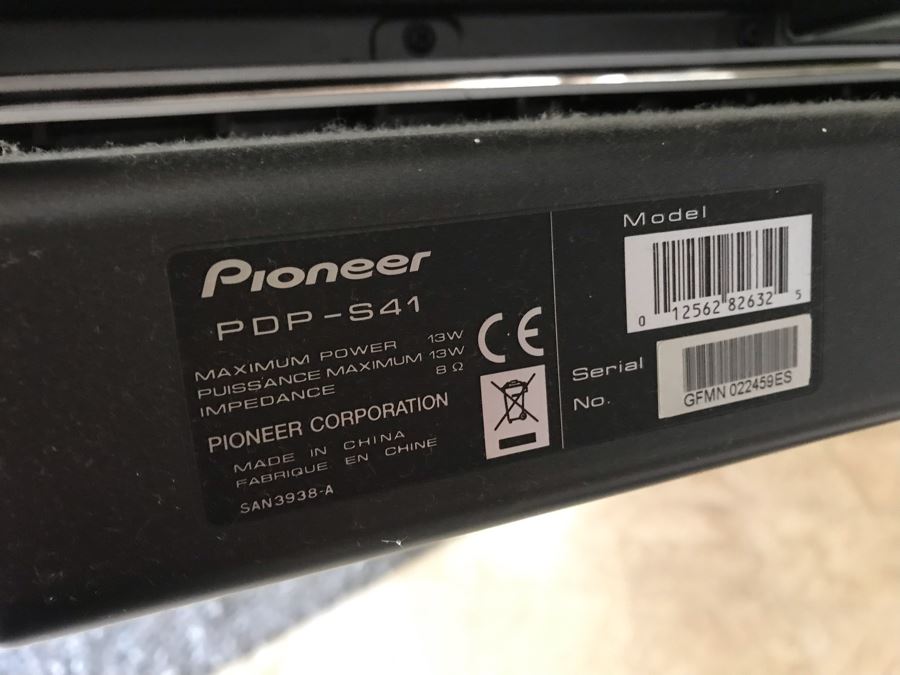 Pioneer
PDP-S41
MAXIMUM POWER 13W
PUISSANCE MAXIMUM 13W
IMPEDANCE 8 Ω
PIONEER CORPORATION
MADE IN CHINA
FABRIQUE EN CHINE
SAN3938-A
CE
Model
0 12562 82632 5
Serial
No.
GFMN 022459ES